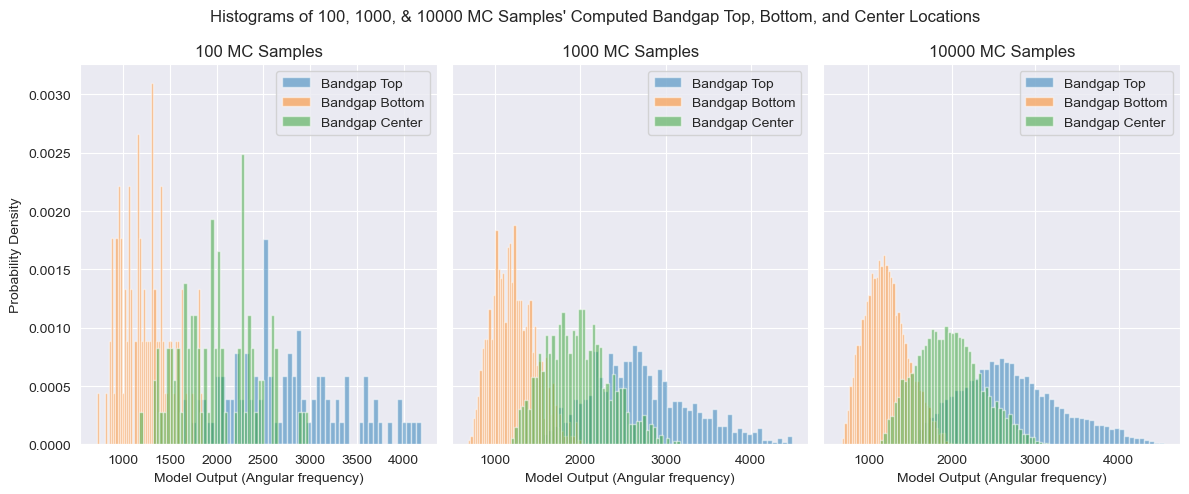 Histograms of 100, 1000, & 10000 MC Samples' Computed Bandgap Top, Bottom, and Center Locations
100 MC Samples
Bandgap Top
Bandgap Bottom
Bandgap Center
0.0030
0.0025
0.0020
0.0015
0.0010
0.0005
0.0000
Probability Density
1000 1500 2000 2500 3000 3500 4000
Model Output (Angular frequency)
1000 MC Samples
Bandgap Top
Bandgap Bottom
Bandgap Center
1000 2000 3000 4000
Model Output (Angular frequency)
10000 MC Samples
Bandgap Top
Bandgap Bottom
Bandgap Center
1000 2000 3000 4000
Model Output (Angular frequency)